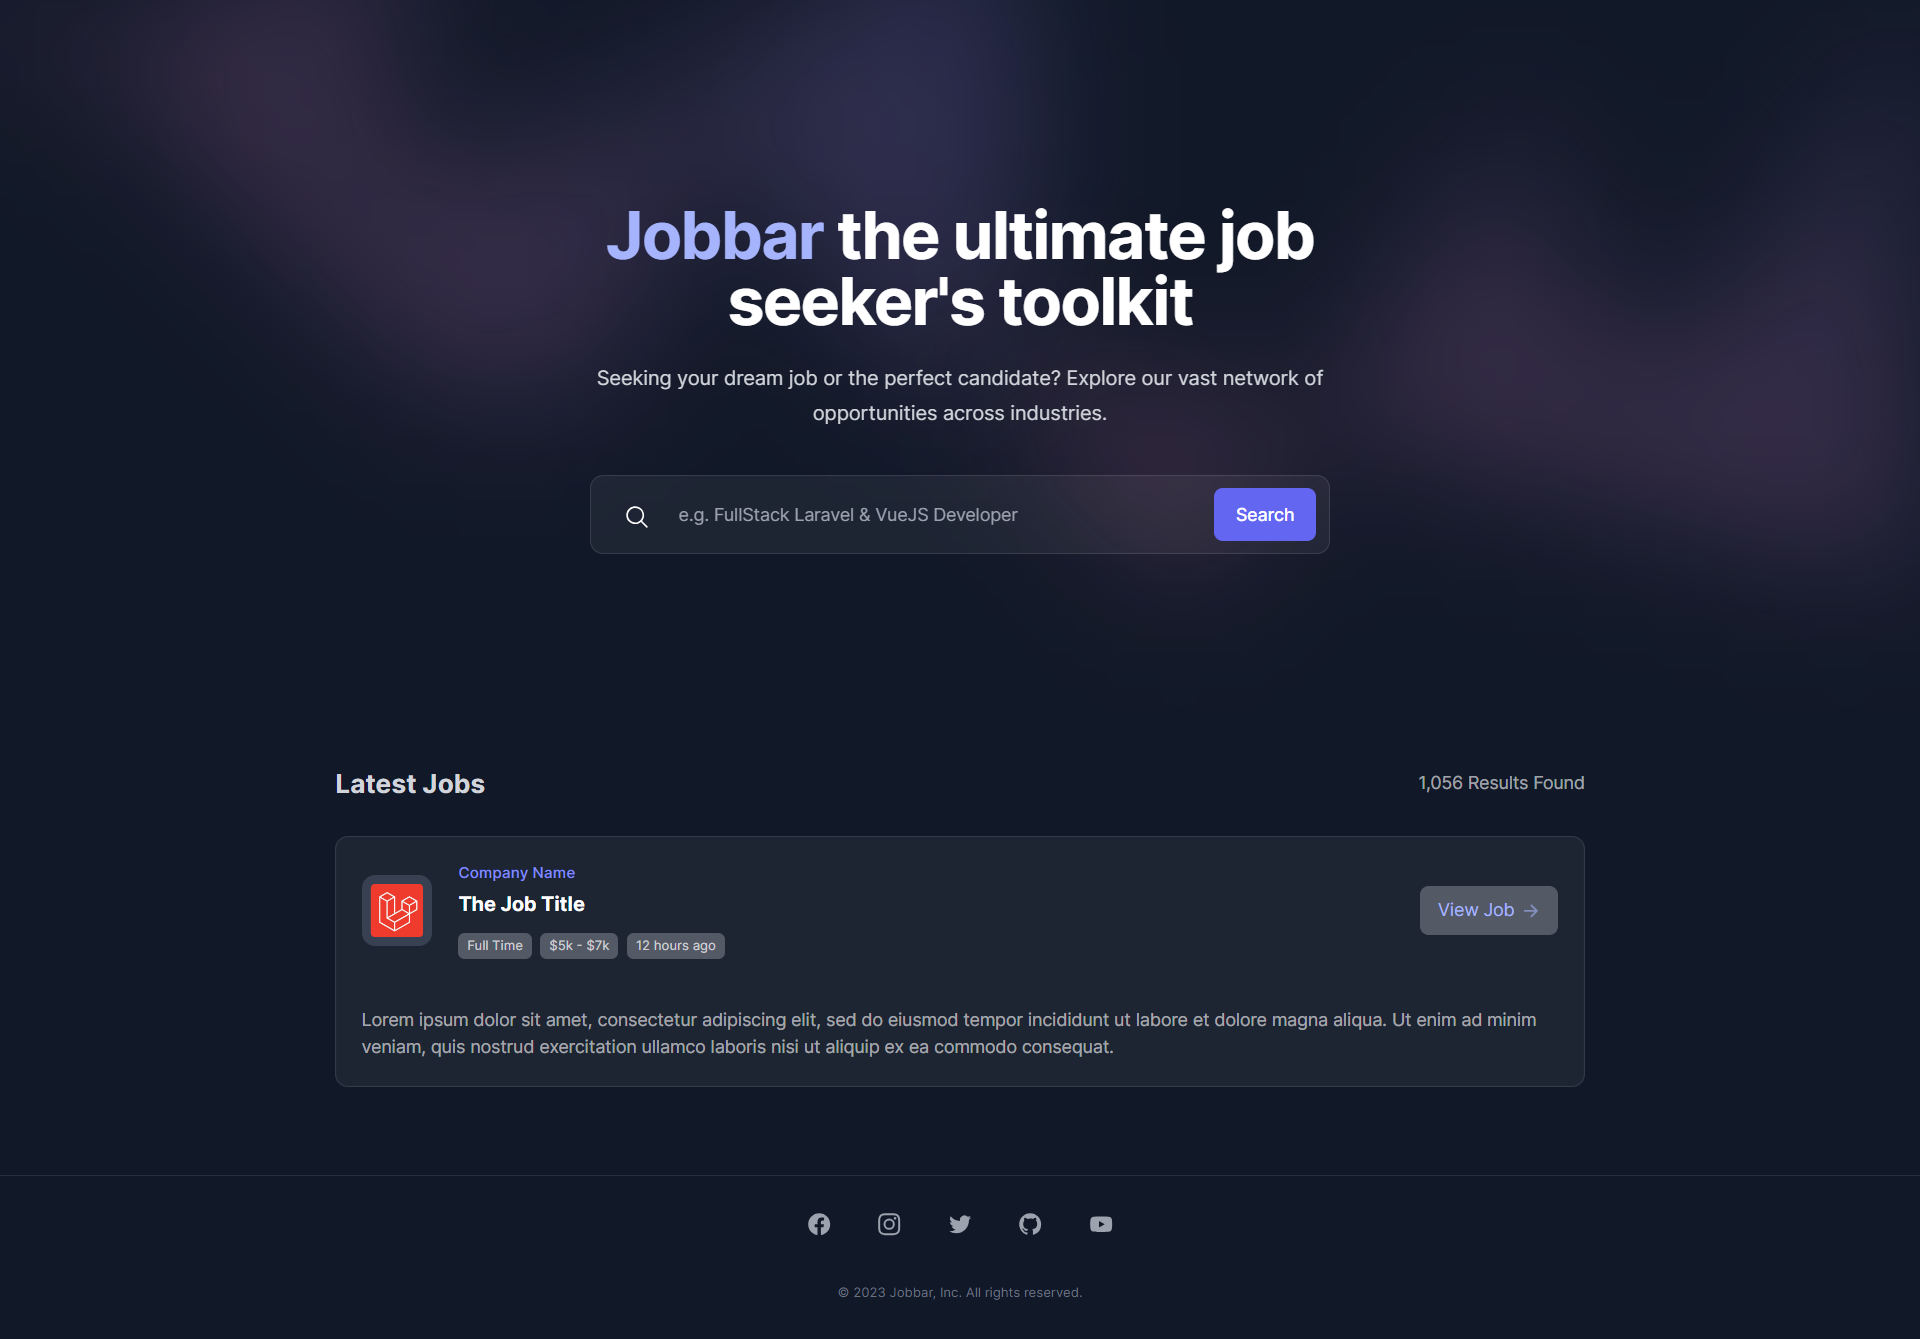 Jobbar the ultimate job
seeker's toolkit
Seeking your dream job or the perfect candidate? Explore our vast network of
opportunities across industries.
e.g. FullStack Laravel & VueJS Developer
Search
Latest Jobs
1,056 Results Found
Company Name
The Job Title
Full Time
$5k - $7k
12 hours ago
View Job →
Lorem ipsum dolor sit amet, consectetur adipiscing elit, sed do eiusmod tempor incididunt ut labore et dolore magna aliqua. Ut enim ad minim
veniam, quis nostrud exercitation ullamco laboris nisi ut aliquip ex ea commodo consequat.
© 2023 Jobbar, Inc. All rights reserved.